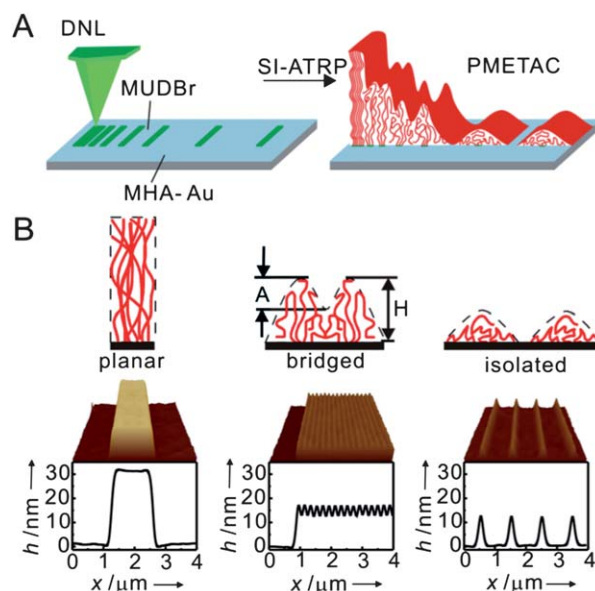 A
DNL
MUDBr
MHA-Au
SI-ATRP
PMETAC
B
A
H
planar
bridged
isolated
h/nm
30
20
10
0
0 1 2 3 4
x/μm
30
20
10
0
0 1 2 3 4
x/μm
h/nm
30
20
10
0
0 1 2 3 4
x/μm
h/nm